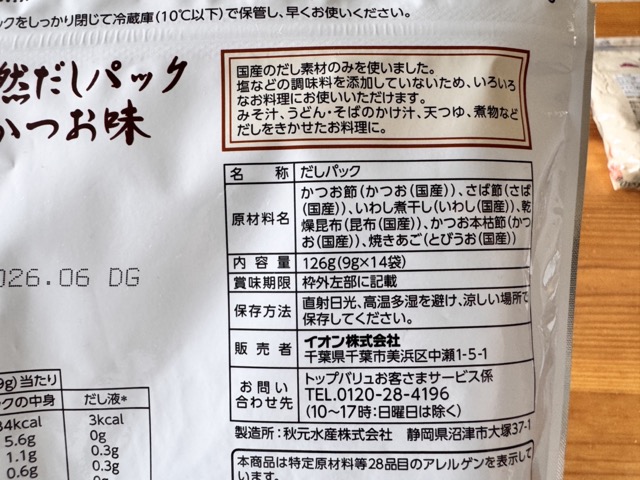 ックをしっかり閉じて冷蔵庫(10℃以下)で保管し、早くお使いください。
然だしパック
かつお味
国産のだし素材のみを使いました。
塩などの調味料を添加していないため、いろいろ
なお料理にお使いいただけます。
みそ汁、うどん・そばのかけ汁、天つゆ、煮物など
だしをきかせたお料理に。
名 称 だしパック
原材料名 かつお節(かつお(国産))、さば節(さば
(国産))、いわし煮干し(いわし(国産))、乾
燥昆布(昆布(国産))、かつお本枯節(かつ
お(国産))、焼きあご(とびうお(国産))
内 容 量 126g(9g×14袋)
賞味期限 枠外左部に記載
保存方法 直射日光、高温多湿を避け、涼しい場所で
保存してください。
販 売 者 イオン株式会社
千葉県千葉市美浜区中瀬1-5-1
お問い
合わせ先 トップバリュお客さまサービス係
TEL.0120-28-4196
(10〜17時:日曜日は除く)
製造所:秋元水産株式会社 静岡県沼津市大塚37-1
本商品は特定原材料等28品目のアレルゲンを表示して
います。
026.06 DG
9g)当たり
クの中身 だし液*
34kcal 3kcal
5.6g 0g
1.1g 0.3g
0.6g 0.3g